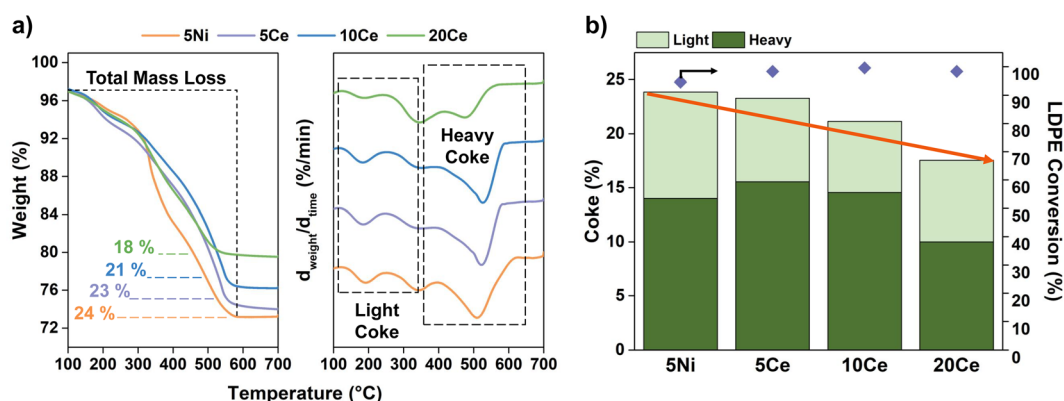 a)
5Ni 5Ce 10Ce 20Ce
Weight (%)
100
96
92
88
84
80
76
72
Total Mass Loss
18 %
21 %
23 %
24 %
100 200 300 400 500 600 700
dweight/dtime (%/min)
Heavy
Coke
Light
Coke
100 200 300 400 500 600 700
Temperature (°C)
b)
Light Heavy
Coke (%)
25
20
15
10
5
0
100
90
80
70
60
50
40
30
20
10
0
LDPE Conversion (%)
5Ni 5Ce 10Ce 20Ce